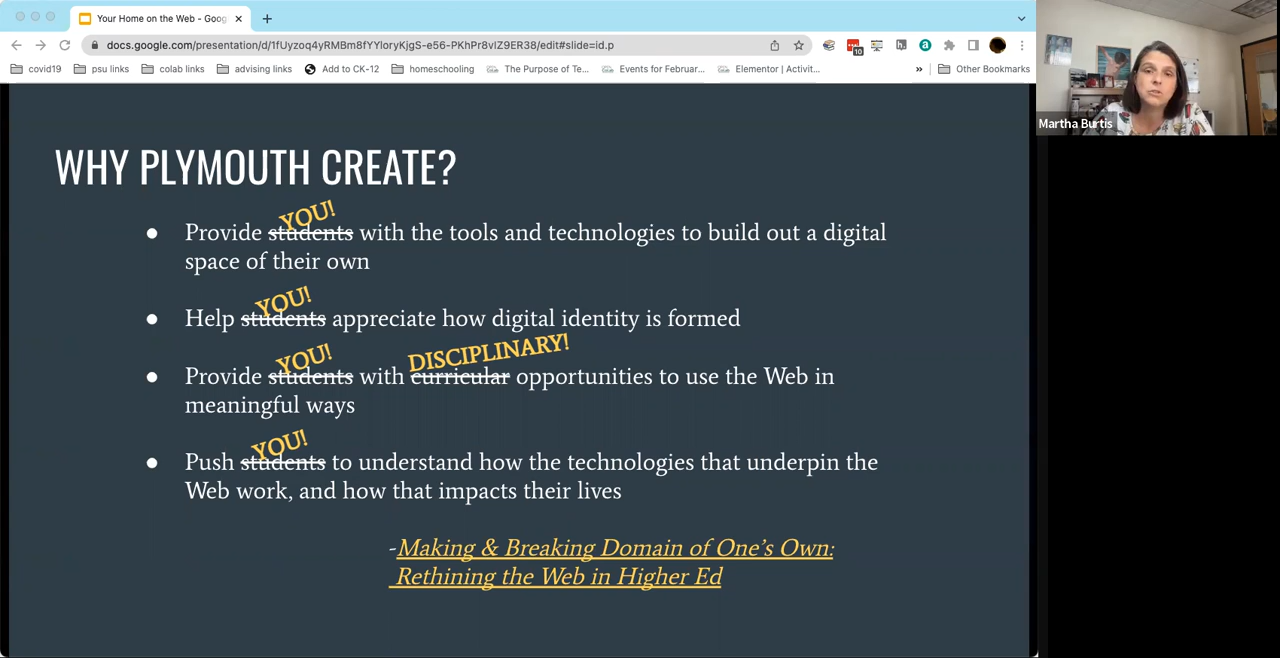 Your Home on the Web - Goog
docs.google.com/presentation/d/1fUyzoq4yRMBm8fYYloryKjgS-e56-PKhPr8vlZ9ER38/edit#slide=id.p
10
covid19 psu links colab links advising links Add to CK-12 homeschooling The Purpose of Te... Events for Februar... Elementor | Activit... » Other Bookmarks
Martha Burtis
WHY PLYMOUTH CREATE?
YOU!
Provide students with the tools and technologies to build out a digital
space of their own
YOU!
Help students appreciate how digital identity is formed
YOU! DISCIPLINARY!
Provide students with curricular opportunities to use the Web in
meaningful ways
YOU!
Push students to understand how the technologies that underpin the
Web work, and how that impacts their lives
-Making & Breaking Domain of One's Own:
Rethining the Web in Higher Ed